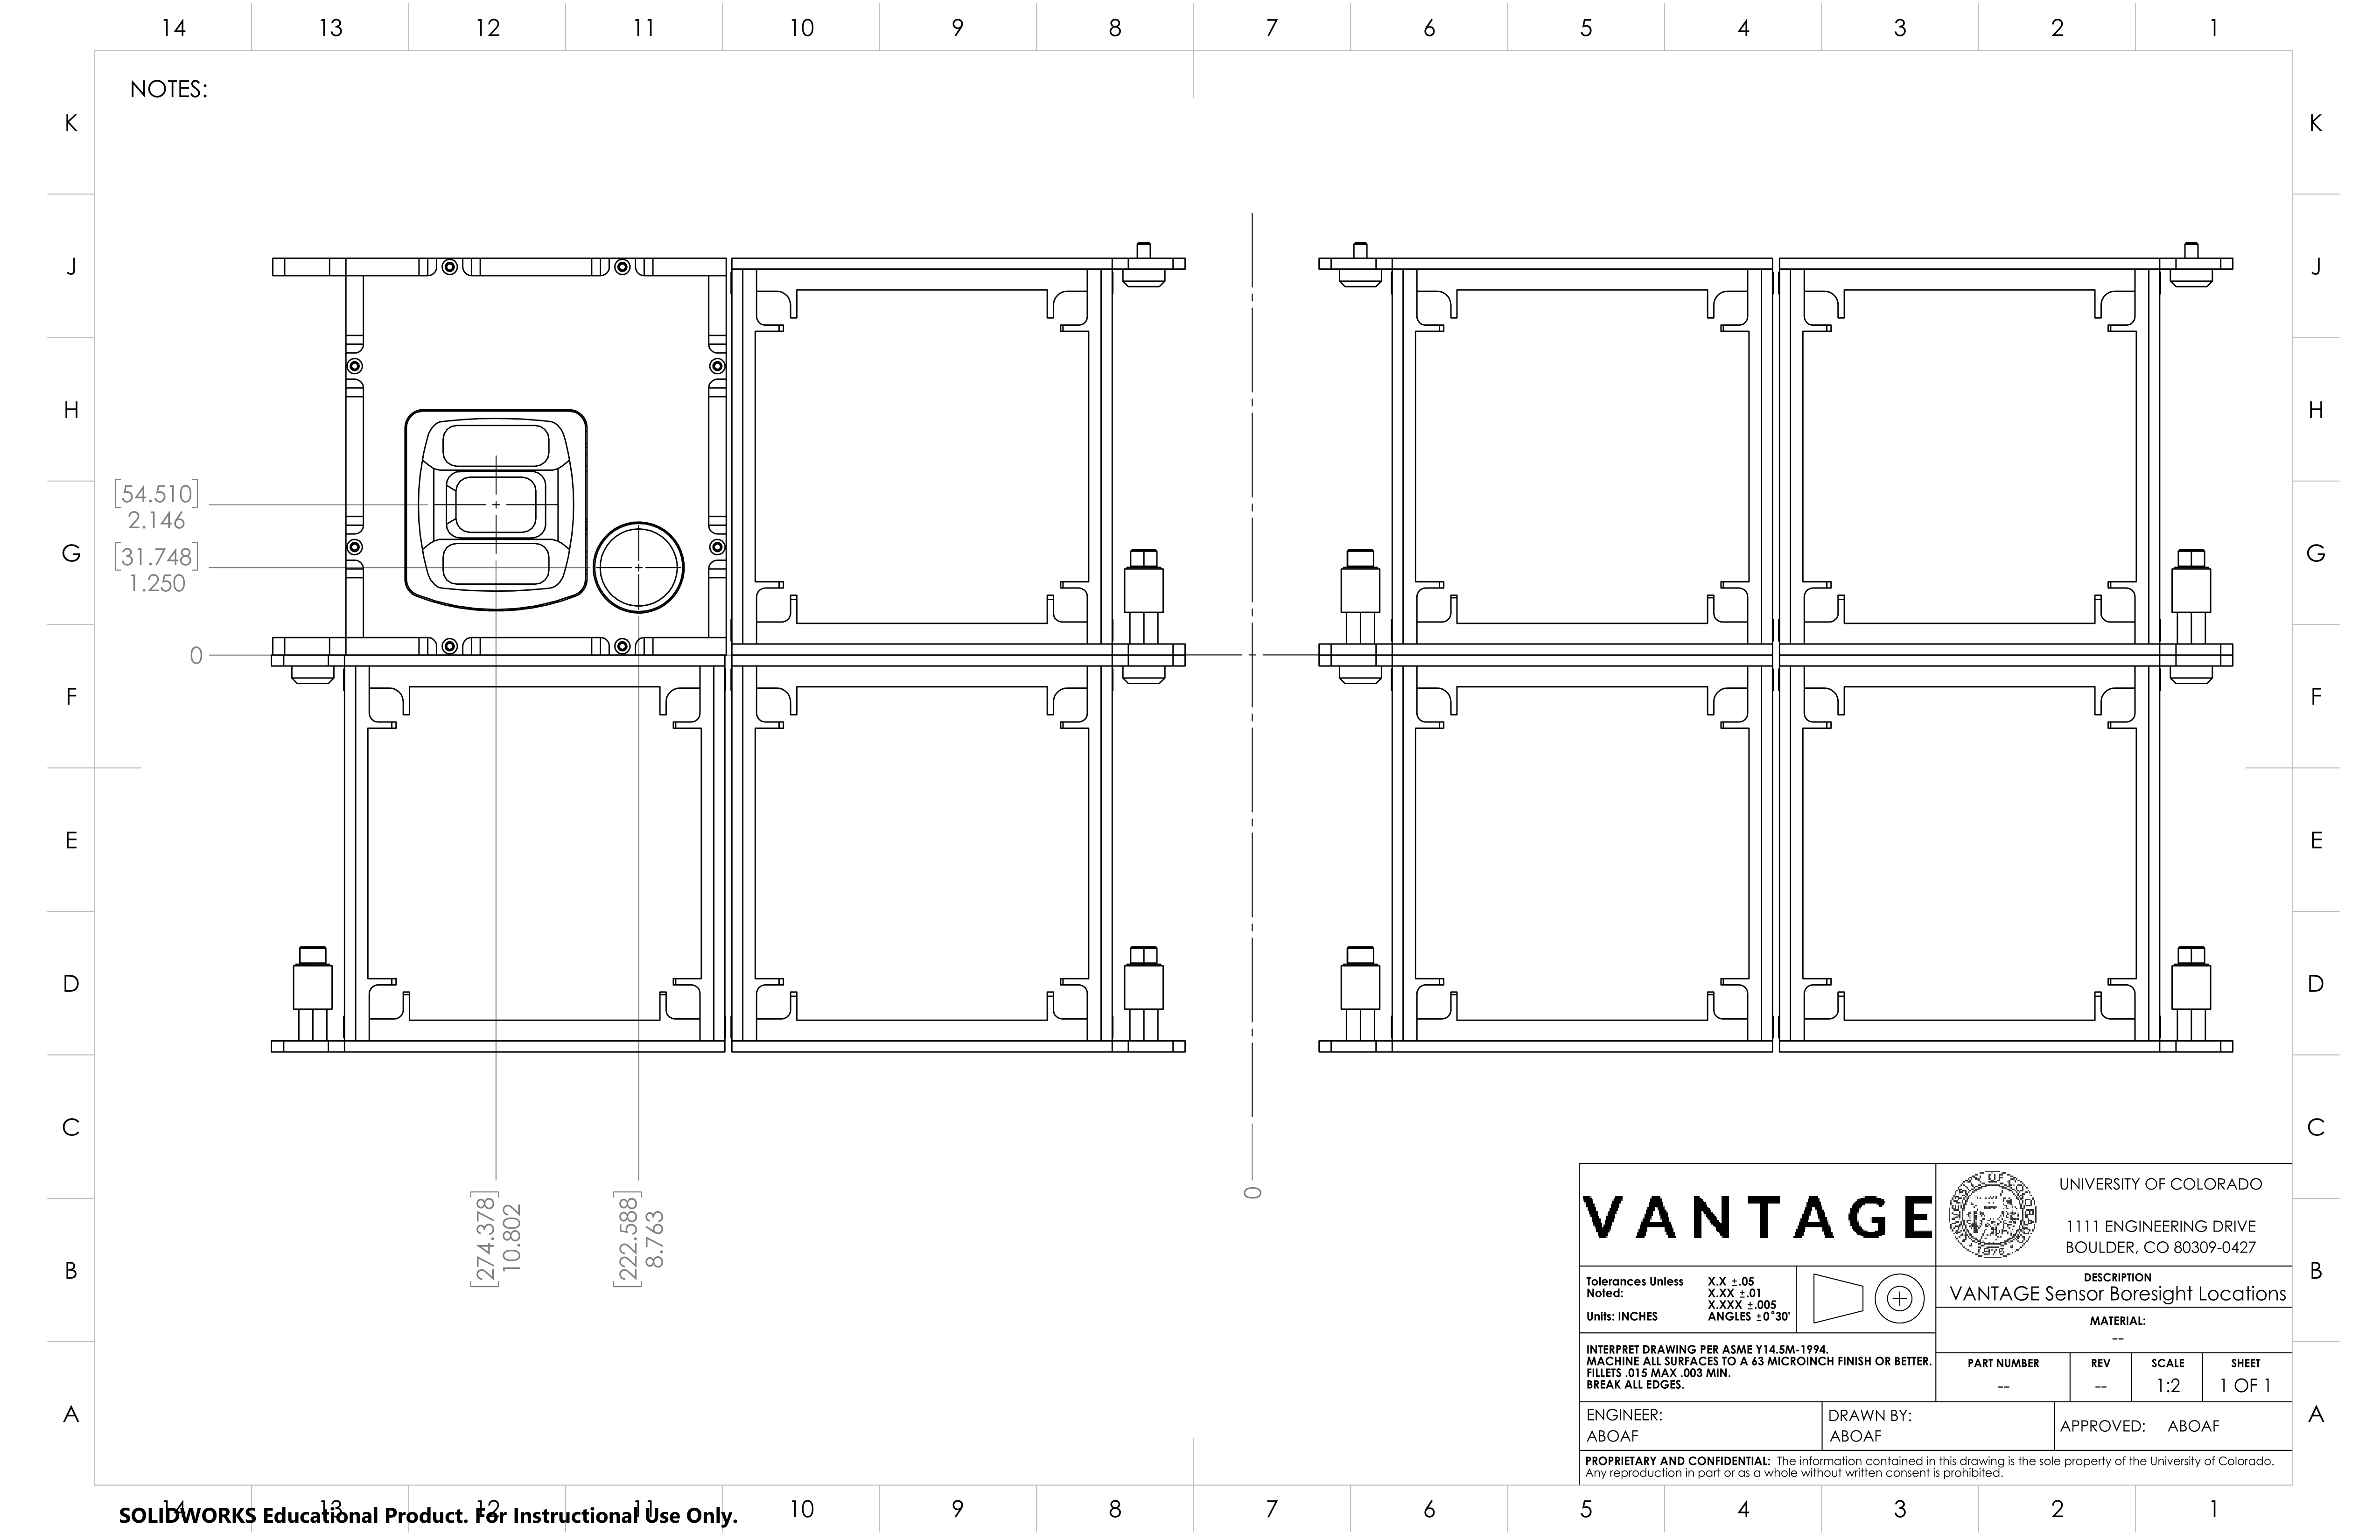 14 13 12 11 10 9 8 7 6 5 4 3 2 1
NOTES:
K K
J J
H H
[54.510]
2.146
G G
[31.748]
1.250
0
F F
E E
D D
C C
[274.378]
10.802
[222.588]
8.763
0
VANTAGE
UNIVERSITY OF COLORADO
1111 ENGINEERING DRIVE
BOULDER, CO 80309-0427
B B
Tolerances Unless
Noted:
Units: INCHES
X.X ±.05
X.XX ±.01
X.XXX ±.005
ANGLES ±0°30'
DESCRIPTION
VANTAGE Sensor Boresight Locations
MATERIAL:
--
INTERPRET DRAWING PER ASME Y14.5M-1994.
MACHINE ALL SURFACES TO A 63 MICROINCH FINISH OR BETTER.
FILLETS .015 MAX .003 MIN.
BREAK ALL EDGES.
PART NUMBER REV SCALE SHEET
-- -- 1:2 1 OF 1
A A
ENGINEER:
ABOAF
DRAWN BY:
ABOAF
APPROVED: ABOAF
PROPRIETARY AND CONFIDENTIAL: The information contained in this drawing is the sole property of the University of Colorado.
Any reproduction in part or as a whole without written consent is prohibited.
14 13 12 11 10 9 8 7 6 5 4 3 2 1
SOLIDWORKS Educational Product. For Instructional Use Only.